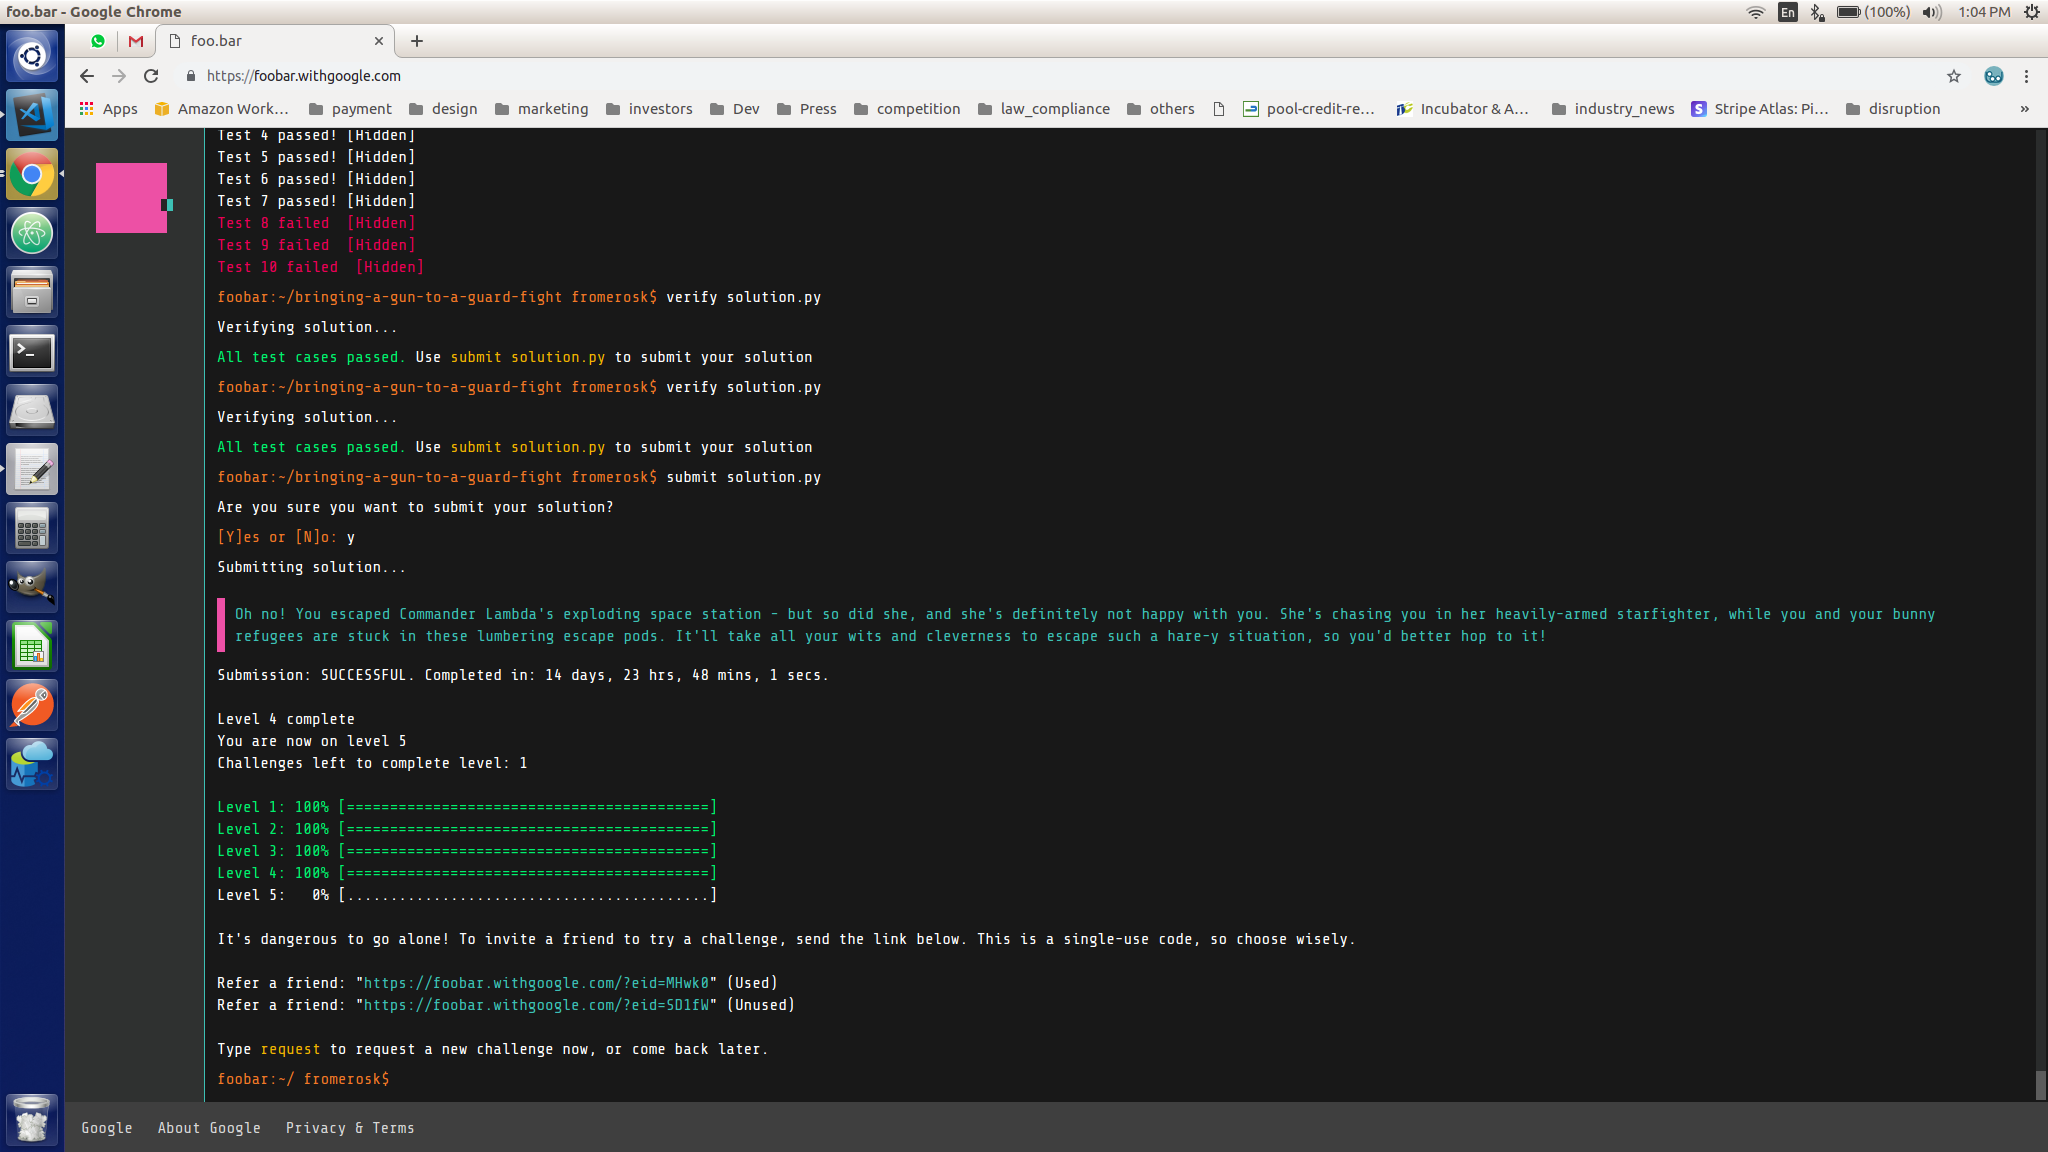 foo.bar - Google Chrome
En (100%) 1:04 PM
foo.bar
https://foobar.withgoogle.com
Apps Amazon Work... payment design marketing investors Dev Press competition law_compliance others pool-credit-re... Incubator & A... industry_news Stripe Atlas: Pi... disruption »
Test 4 passed! [Hidden]
Test 5 passed! [Hidden]
Test 6 passed! [Hidden]
Test 7 passed! [Hidden]
Test 8 failed  [Hidden]
Test 9 failed  [Hidden]
Test 10 failed  [Hidden]
foobar:~/bringing-a-gun-to-a-guard-fight fromerosk$ verify solution.py
Verifying solution...
All test cases passed. Use submit solution.py to submit your solution
foobar:~/bringing-a-gun-to-a-guard-fight fromerosk$ verify solution.py
Verifying solution...
All test cases passed. Use submit solution.py to submit your solution
foobar:~/bringing-a-gun-to-a-guard-fight fromerosk$ submit solution.py
Are you sure you want to submit your solution?
[Y]es or [N]o: y
Submitting solution...
Oh no! You escaped Commander Lambda's exploding space station - but so did she, and she's definitely not happy with you. She's chasing you in her heavily-armed starfighter, while you and your bunny
refugees are stuck in these lumbering escape pods. It'll take all your wits and cleverness to escape such a hare-y situation, so you'd better hop to it!
Submission: SUCCESSFUL. Completed in: 14 days, 23 hrs, 48 mins, 1 secs.
Level 4 complete
You are now on level 5
Challenges left to complete level: 1
Level 1: 100% [==========================================]
Level 2: 100% [==========================================]
Level 3: 100% [==========================================]
Level 4: 100% [==========================================]
Level 5:   0% [..........................................]
It's dangerous to go alone! To invite a friend to try a challenge, send the link below. This is a single-use code, so choose wisely.
Refer a friend: "https://foobar.withgoogle.com/?eid=MHwk0" (Used)
Refer a friend: "https://foobar.withgoogle.com/?eid=SD1fW" (Unused)
Type request to request a new challenge now, or come back later.
foobar:~/ fromerosk$
Google About Google Privacy & Terms